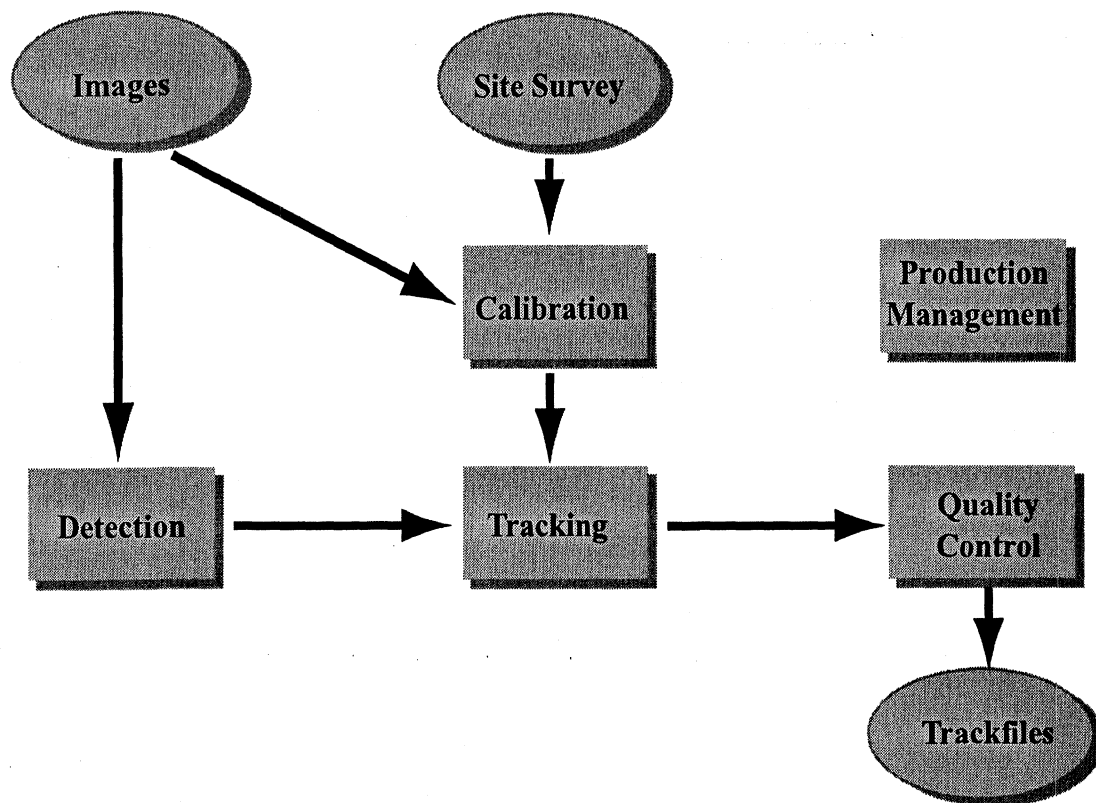 Images
Site Survey
Production
Management
Calibration
Detection
Tracking
Quality
Control
Trackfiles